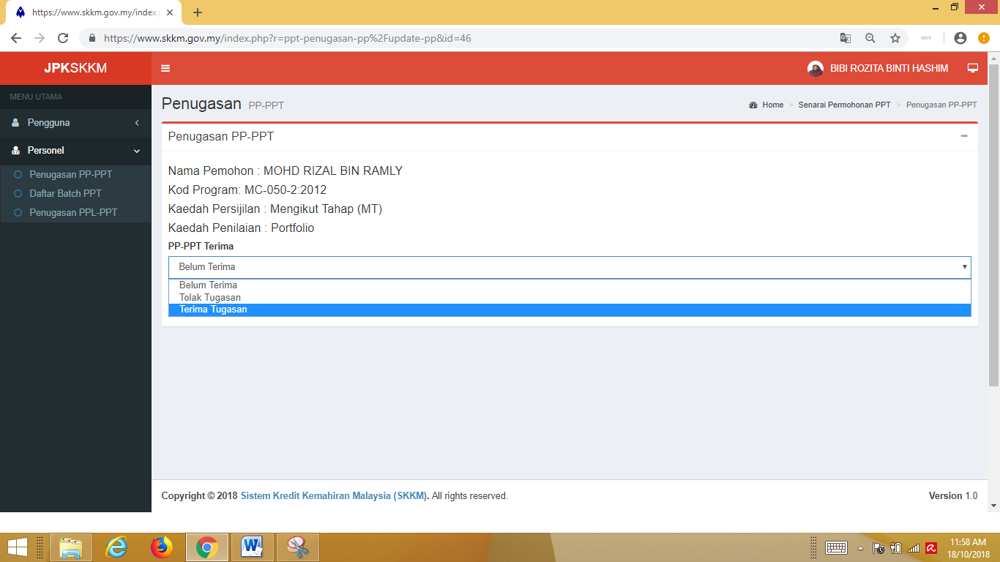 https://www.skkm.gov.my/index.
https://www.skkm.gov.my/index.php?r=ppt-penugasan-pp%2Fupdate-pp&id=46
JPKSKKM
BIBI ROZITA BINTI HASHIM
MENU UTAMA
Pengguna
Personel
Penugasan PP-PPT
Daftar Batch PPT
Penugasan PPL-PPT
Penugasan PP-PPT
Home > Senarai Permohonan PPT > Penugasan PP-PPT
Penugasan PP-PPT
Nama Pemohon : MOHD RIZAL BIN RAMLY
Kod Program: MC-050-2:2012
Kaedah Persijilan : Mengikut Tahap (MT)
Kaedah Penilaian : Portfolio
PP-PPT Terima
Belum Terima
Belum Terima
Tolak Tugasan
Terima Tugasan
Copyright © 2018 Sistem Kredit Kemahiran Malaysia (SKKM). All rights reserved.
Version 1.0
11:58 AM
18/10/2018